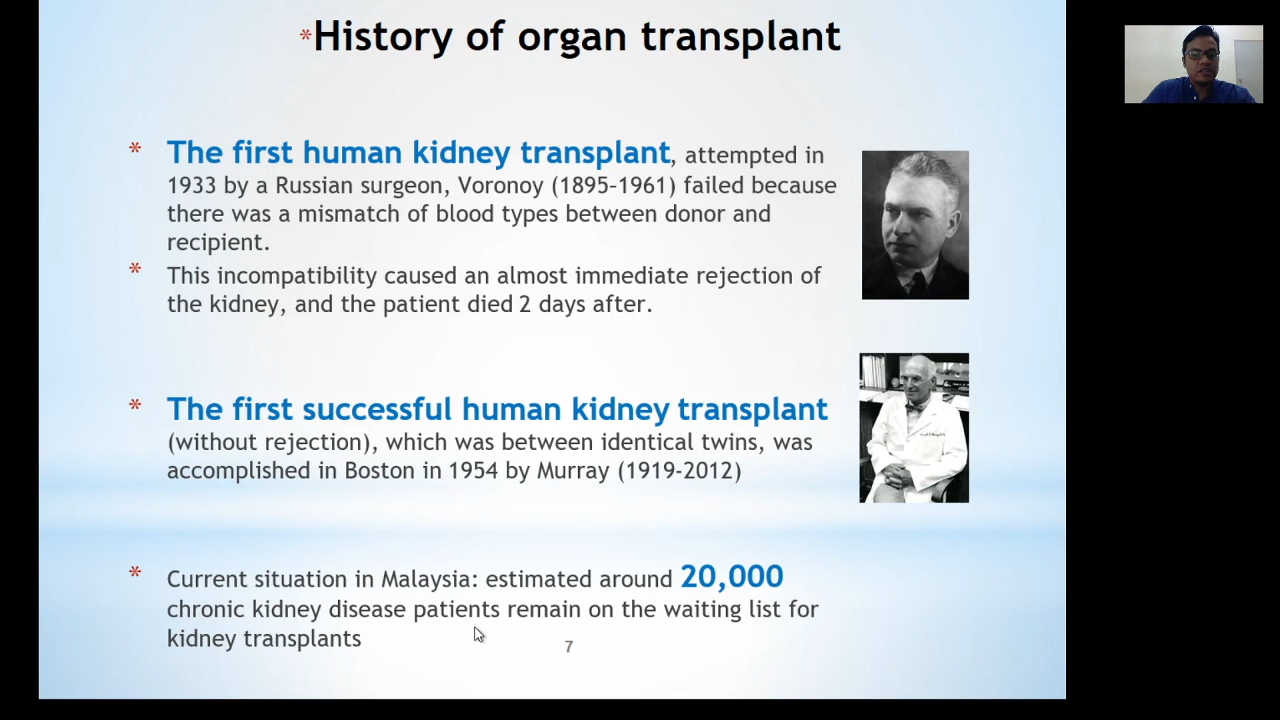 *History of organ transplant
* The first human kidney transplant, attempted in
1933 by a Russian surgeon, Voronoy (1895–1961) failed because
there was a mismatch of blood types between donor and
recipient.
* This incompatibility caused an almost immediate rejection of
the kidney, and the patient died 2 days after.
* The first successful human kidney transplant
(without rejection), which was between identical twins, was
accomplished in Boston in 1954 by Murray (1919-2012)
* Current situation in Malaysia: estimated around 20,000
chronic kidney disease patients remain on the waiting list for
kidney transplants
7